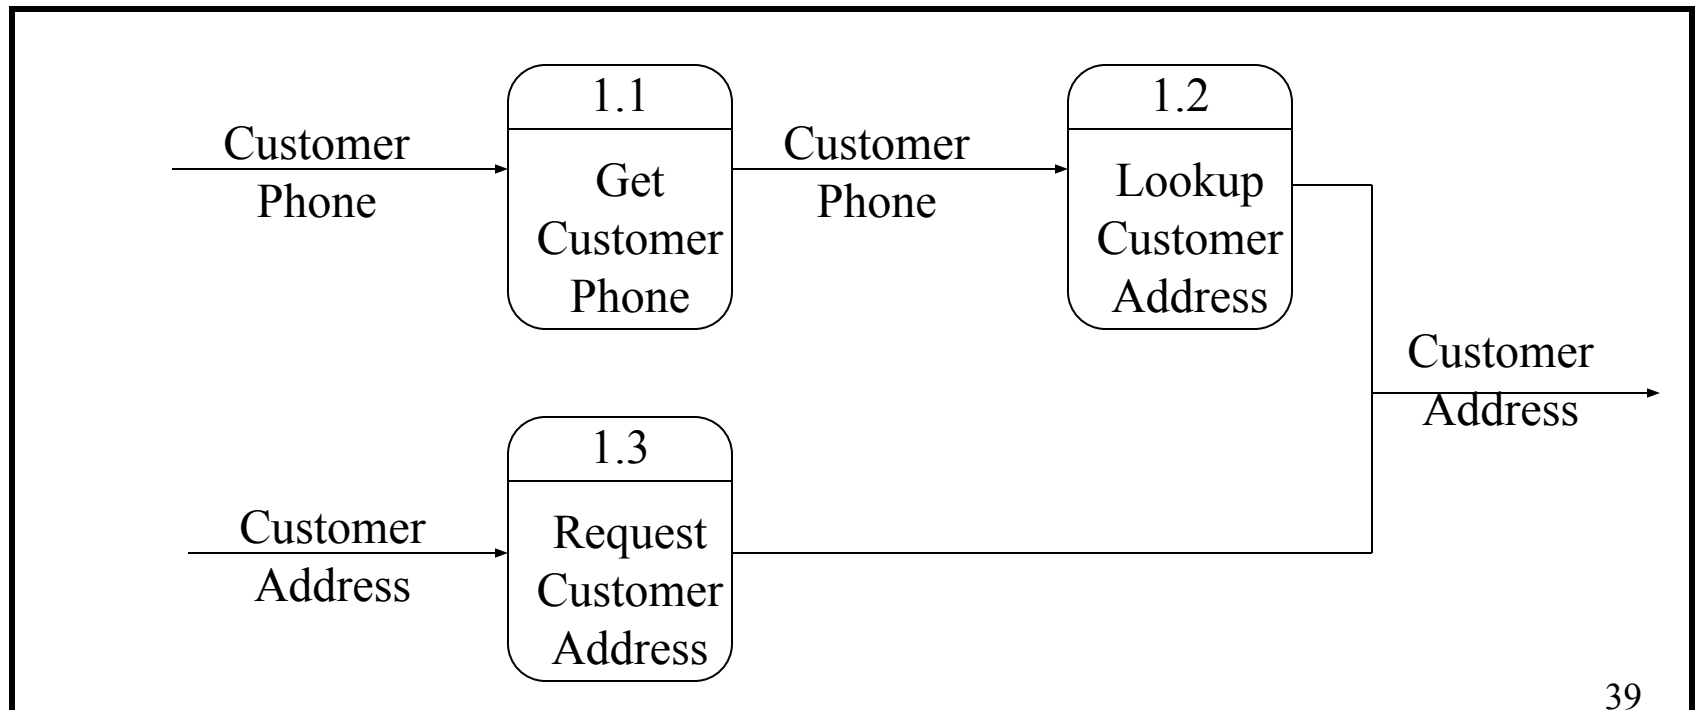 Customer
Phone
1.1
Get
Customer
Phone
Customer
Phone
1.2
Lookup
Customer
Address
Customer
Address
Customer
Address
1.3
Request
Customer
Address
39